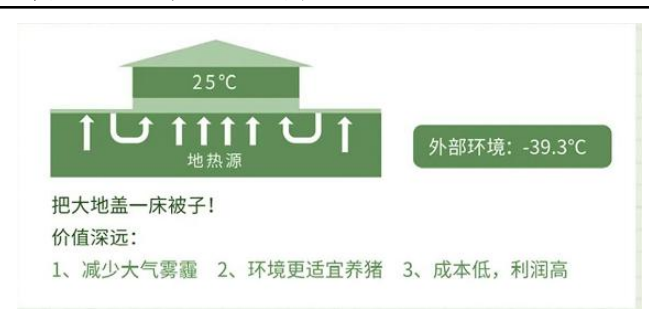 25℃
地热源
外部环境：-39.3℃
把大地盖一床被子！
价值深远：
1、减少大气雾霾 2、环境更适宜养猪 3、成本低，利润高